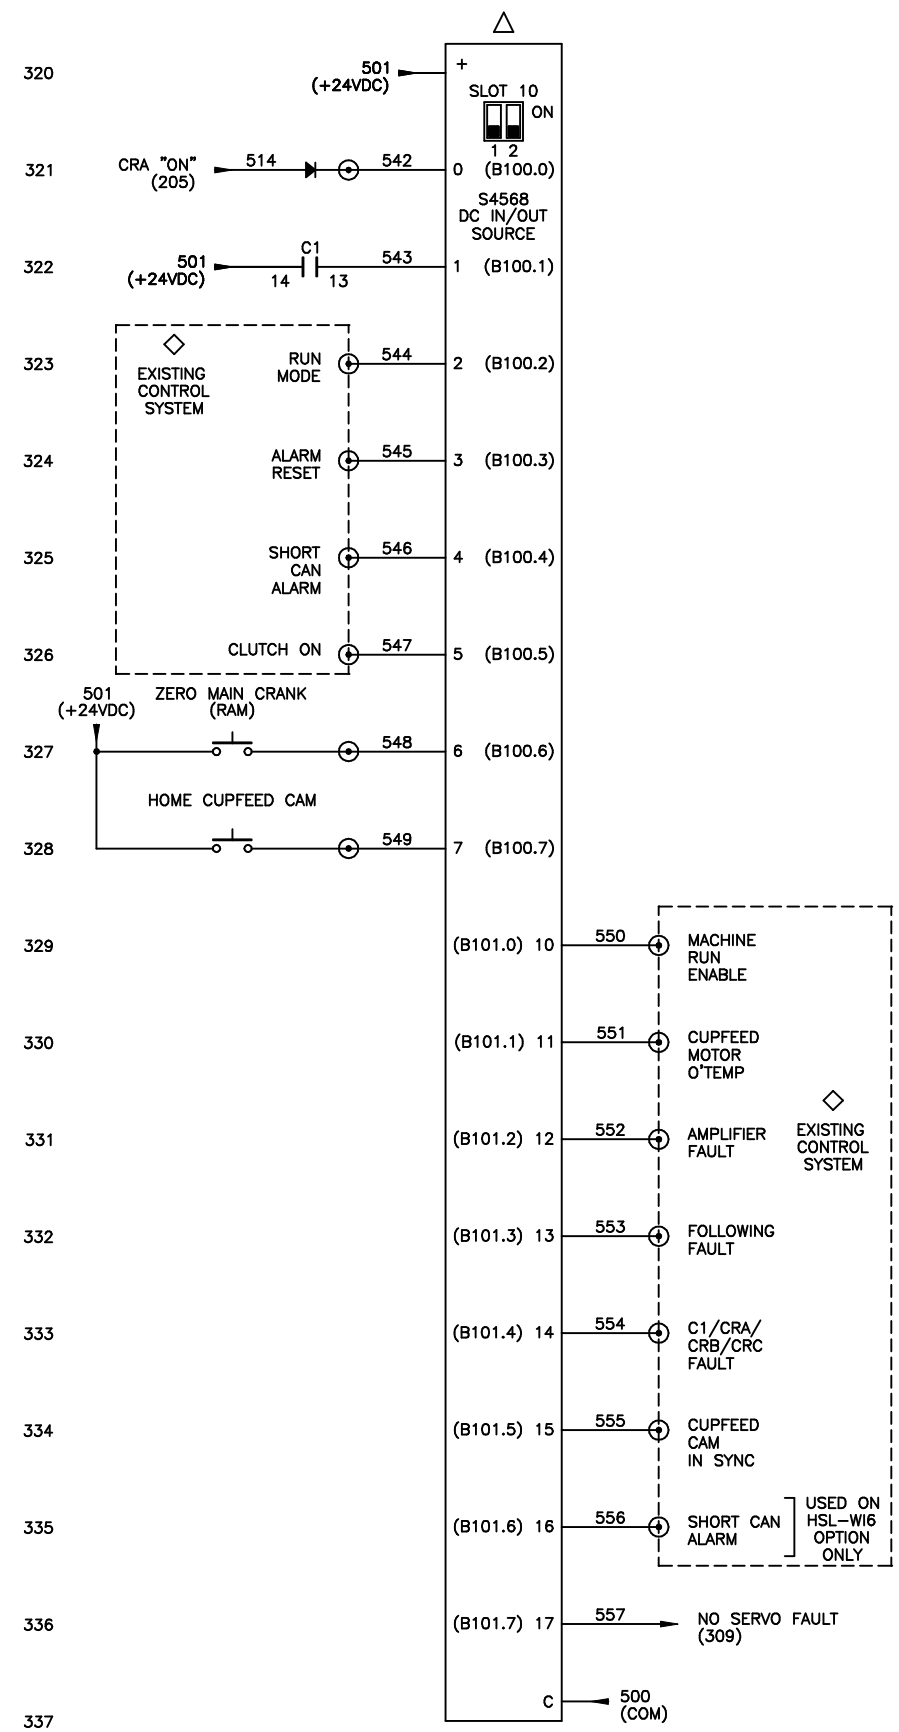 320
501
(+24VDC)
+
SLOT 10
ON
1 2
321
CRA "ON"
(205)
514
542
0 (B100.0)
S4568
DC IN/OUT
SOURCE
322
501
(+24VDC)
C1
14 13
543
1 (B100.1)
323
EXISTING
CONTROL
SYSTEM
RUN
MODE
544
2 (B100.2)
324
ALARM
RESET
545
3 (B100.3)
325
SHORT
CAN
ALARM
546
4 (B100.4)
326
CLUTCH ON
547
5 (B100.5)
501
(+24VDC)
ZERO MAIN CRANK
(RAM)
327
548
6 (B100.6)
HOME CUPFEED CAM
328
549
7 (B100.7)
329
(B101.0) 10
550
MACHINE
RUN
ENABLE
330
(B101.1) 11
551
CUPFEED
MOTOR
O'TEMP
331
(B101.2) 12
552
AMPLIFIER
FAULT
EXISTING
CONTROL
SYSTEM
332
(B101.3) 13
553
FOLLOWING
FAULT
333
(B101.4) 14
554
C1/CRA/
CRB/CRC
FAULT
334
(B101.5) 15
555
CUPFEED
CAM
IN SYNC
335
(B101.6) 16
556
SHORT CAN
ALARM
USED ON
HSL-WI6
OPTION
ONLY
336
(B101.7) 17
557
NO SERVO FAULT
(309)
C
500
(COM)
337